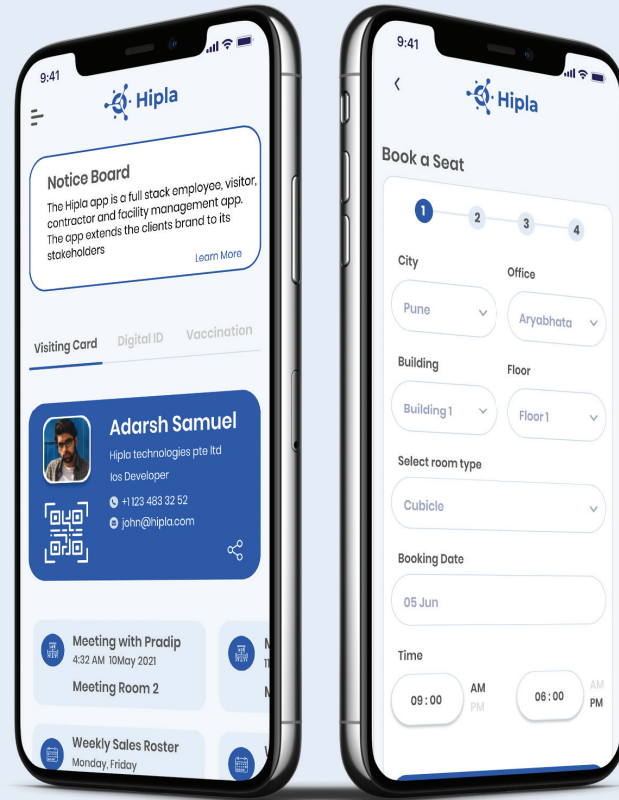 9:41
Hipla
Notice Board
The Hipla app is a full stack employee, visitor,
contractor and facility management app.
The app extends the clients brand to its
stakeholders
Learn More
Visiting Card Digital ID Vaccination
Adarsh Samuel
Hipla technologies pte ltd
Ios Developer
+1 123 483 32 52
john@hipla.com
Meeting with Pradip
4:32 AM 10May 2021
Meeting Room 2
Weekly Sales Roster
Monday, Friday
9:41
Hipla
Book a Seat
1 2 3 4
City Office
Pune Aryabhata
Building Floor
Building 1 Floor 1
Select room type
Cubicle
Booking Date
05 Jun
Time
09 : 00 AM PM 06 : 00 AM PM